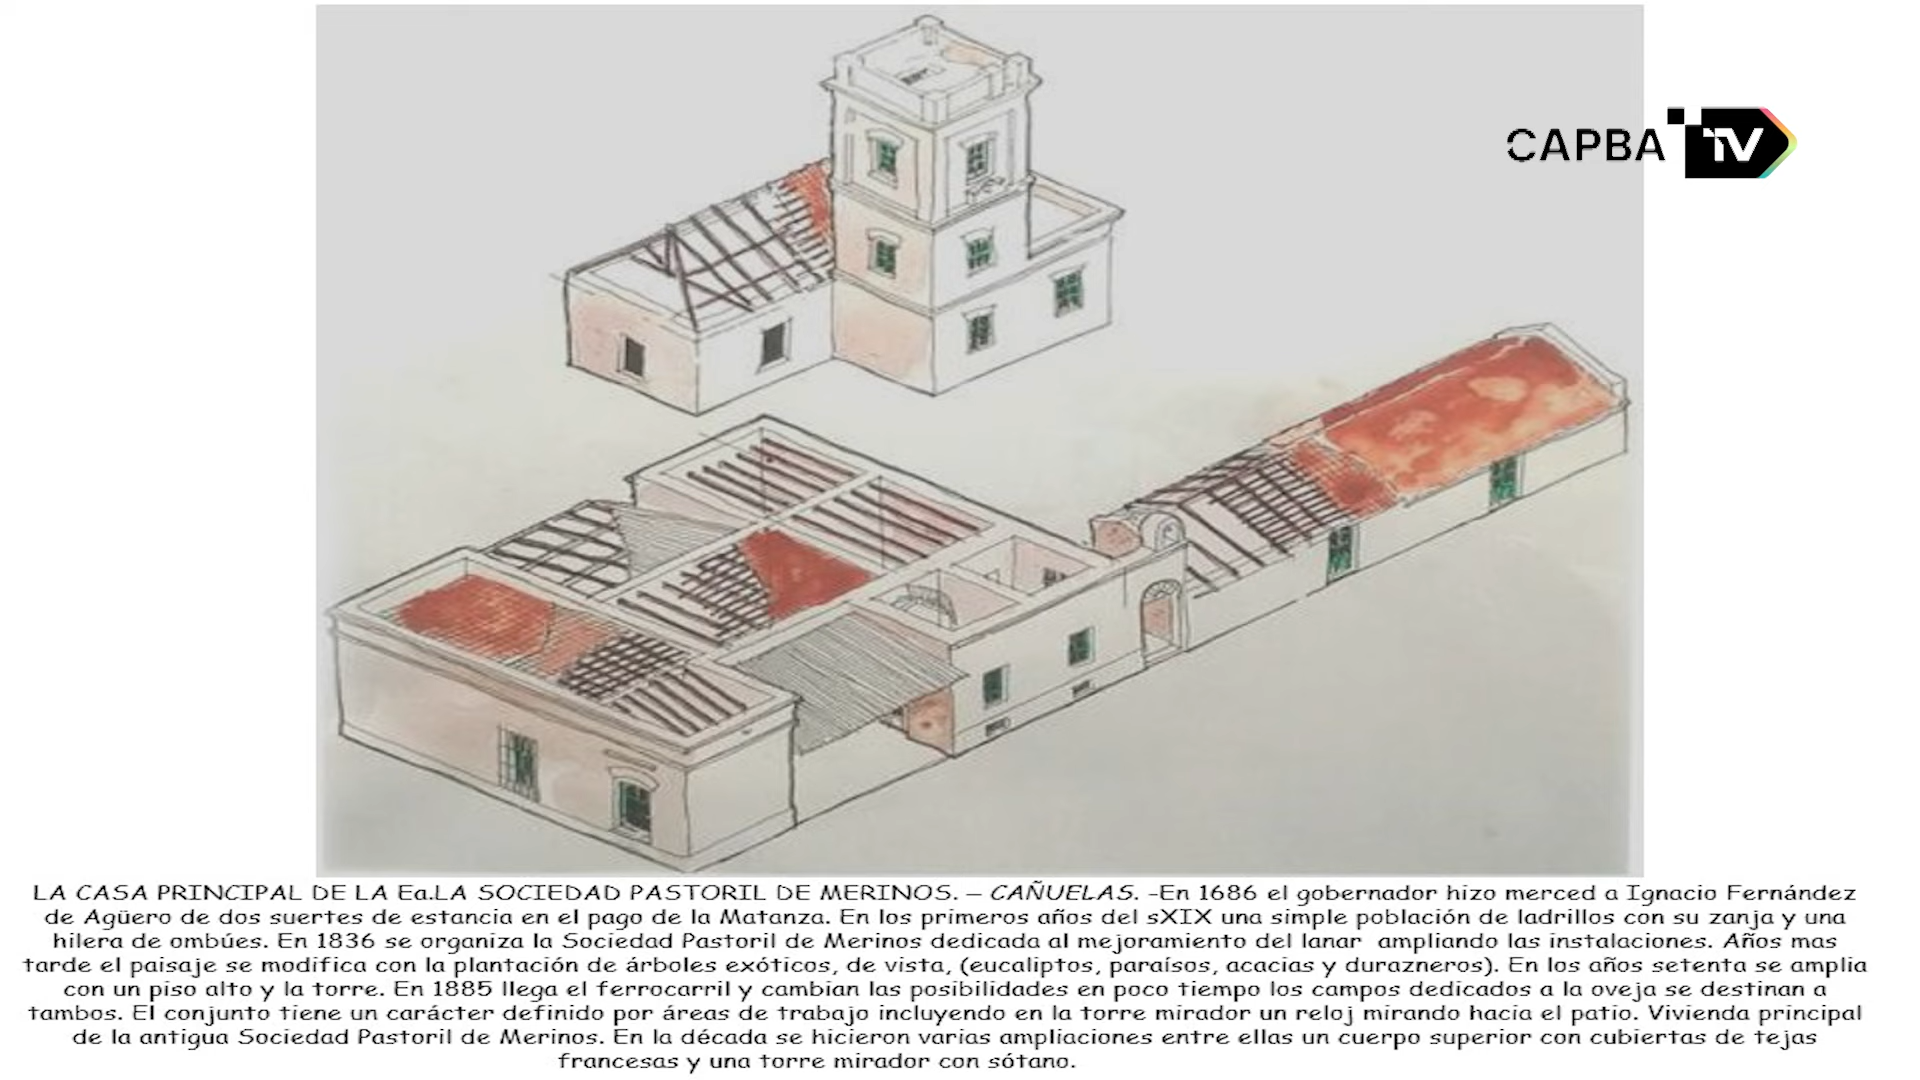 CAPBA TV
LA CASA PRINCIPAL DE LA Ea.LA SOCIEDAD PASTORIL DE MERINOS. – CAÑUELAS. -En 1686 el gobernador hizo merced a Ignacio Fernández
de Agüero de dos suertes de estancia en el pago de la Matanza. En los primeros años del sXIX una simple población de ladrillos con su zanja y una
hilera de ombúes. En 1836 se organiza la Sociedad Pastoril de Merinos dedicada al mejoramiento del lanar ampliando las instalaciones. Años mas
tarde el paisaje se modifica con la plantación de árboles exóticos, de vista, (eucaliptos, paraísos, acacias y durazneros). En los años setenta se amplia
con un piso alto y la torre. En 1885 llega el ferrocarril y cambian las posibilidades en poco tiempo los campos dedicados a la oveja se destinan a
tambos. El conjunto tiene un carácter definido por áreas de trabajo incluyendo en la torre mirador un reloj mirando hacia el patio. Vivienda principal
de la antigua Sociedad Pastoril de Merinos. En la década se hicieron varias ampliaciones entre ellas un cuerpo superior con cubiertas de tejas
francesas y una torre mirador con sótano.